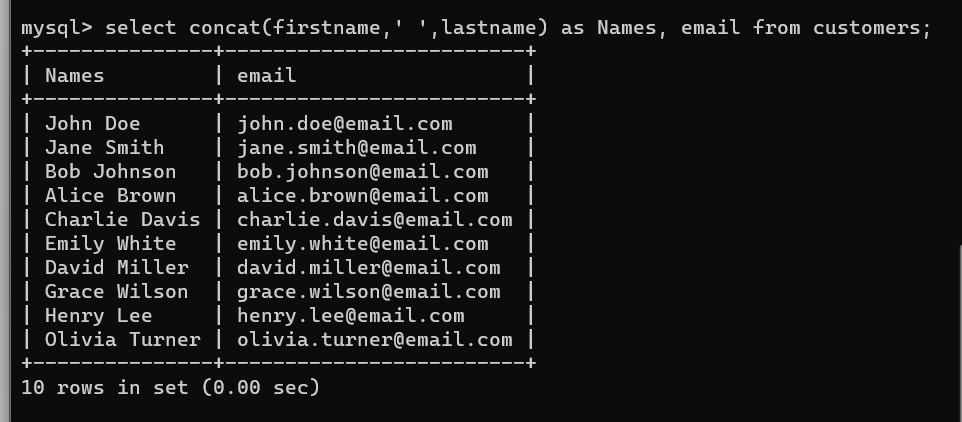 mysql> select concat(firstname,' ',lastname) as Names, email from customers;
+---------------+-------------------------+
| Names         | email                   |
+---------------+-------------------------+
| John Doe      | john.doe@email.com      |
| Jane Smith    | jane.smith@email.com    |
| Bob Johnson   | bob.johnson@email.com   |
| Alice Brown   | alice.brown@email.com   |
| Charlie Davis | charlie.davis@email.com |
| Emily White   | emily.white@email.com   |
| David Miller  | david.miller@email.com  |
| Grace Wilson  | grace.wilson@email.com  |
| Henry Lee     | henry.lee@email.com     |
| Olivia Turner | olivia.turner@email.com |
+---------------+-------------------------+
10 rows in set (0.00 sec)